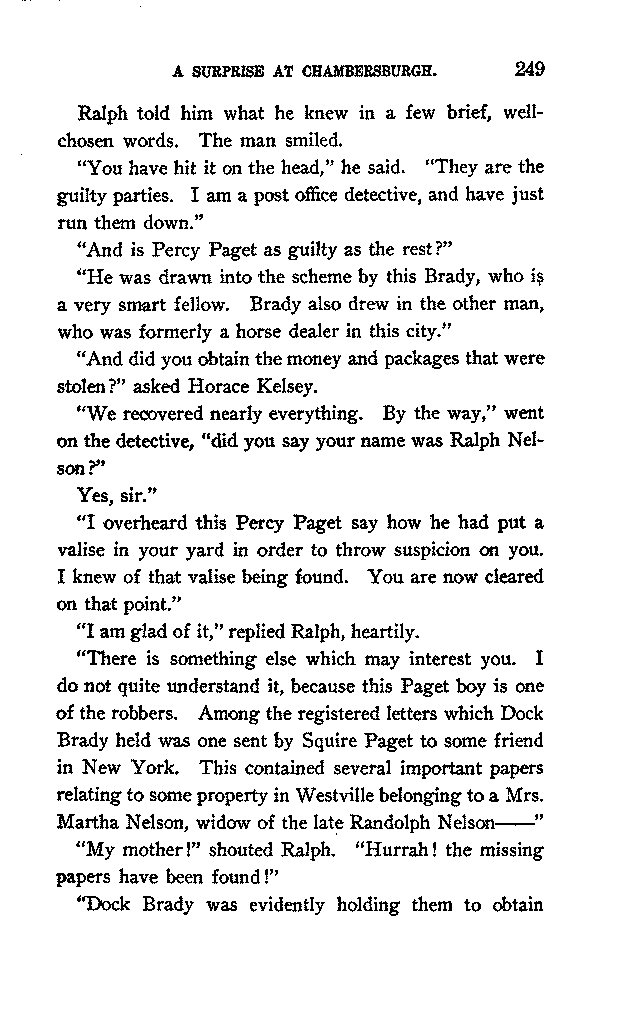 A SURPRISE AT CHAMBERSBURGH. 249
Ralph told him what he knew in a few brief, well-
chosen words. The man smiled.
"You have hit it on the head," he said. "They are the
guilty parties. I am a post office detective, and have just
run them down."
"And is Percy Paget as guilty as the rest?"
"He was drawn into the scheme by this Brady, who is
a very smart fellow. Brady also drew in the other man,
who was formerly a horse dealer in this city."
"And did you obtain the money and packages that were
stolen?" asked Horace Kelsey.
"We recovered nearly everything. By the way," went
on the detective, "did you say your name was Ralph Nel-
son?"
Yes, sir."
"I overheard this Percy Paget say how he had put a
valise in your yard in order to throw suspicion on you.
I knew of that valise being found. You are now cleared
on that point."
"I am glad of it," replied Ralph, heartily.
"There is something else which may interest you. I
do not quite understand it, because this Paget boy is one
of the robbers. Among the registered letters which Dock
Brady held was one sent by Squire Paget to some friend
in New York. This contained several important papers
relating to some property in Westville belonging to a Mrs.
Martha Nelson, widow of the late Randolph Nelson——"
"My mother!" shouted Ralph. "Hurrah! the missing
papers have been found!"
"Dock Brady was evidently holding them to obtain